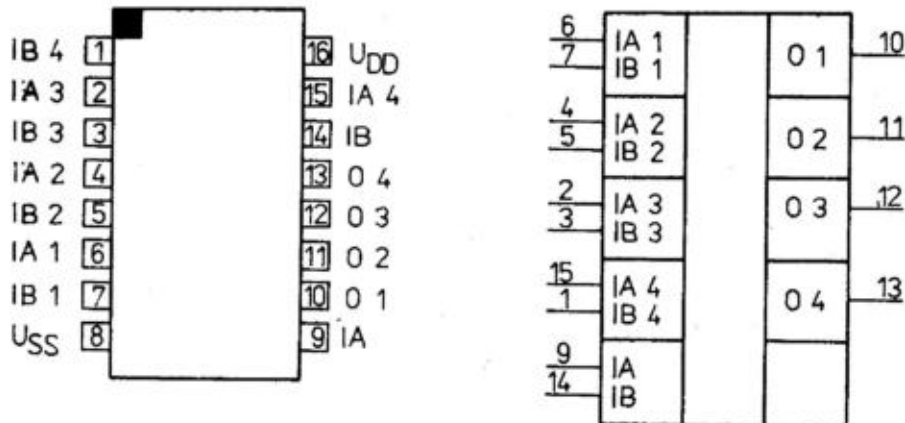 IB 4 1
16 U_DD
IA 3 2
15 IA 4
IB 3 3
14 IB
IA 2 4
13 O 4
IB 2 5
12 O 3
IA 1 6
11 O 2
IB 1 7
10 O 1
U_SS 8
9 IA
6 IA 1
7 IB 1
O 1 10
4 IA 2
5 IB 2
O 2 11
2 IA 3
3 IB 3
O 3 12
15 IA 4
1 IB 4
O 4 13
9 IA
14 IB